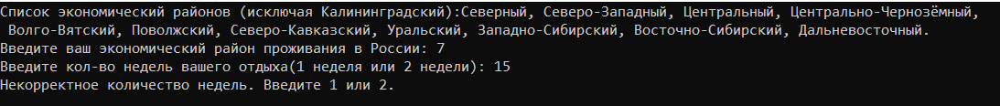 Список экономический районов (исключая Калининградский):Северный, Северо-Западный, Центральный, Центрально-Чернозёмный,
Волго-Вятский, Поволжский, Северо-Кавказский, Уральский, Западно-Сибирский, Восточно-Сибирский, Дальневосточный.
Введите ваш экономический район проживания в России: 7
Введите кол-во недель вашего отдыха(1 неделя или 2 недели): 15
Некорректное количество недель. Введите 1 или 2.